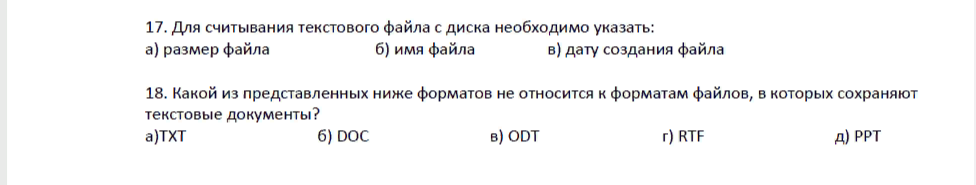 17. Для считывания текстового файла с диска необходимо указать:
а) размер файла б) имя файла в) дату создания файла
18. Какой из представленных ниже форматов не относится к форматам файлов, в которых сохраняют
текстовые документы?
а)TXT б) DOC в) ODT г) RTF д) PPT